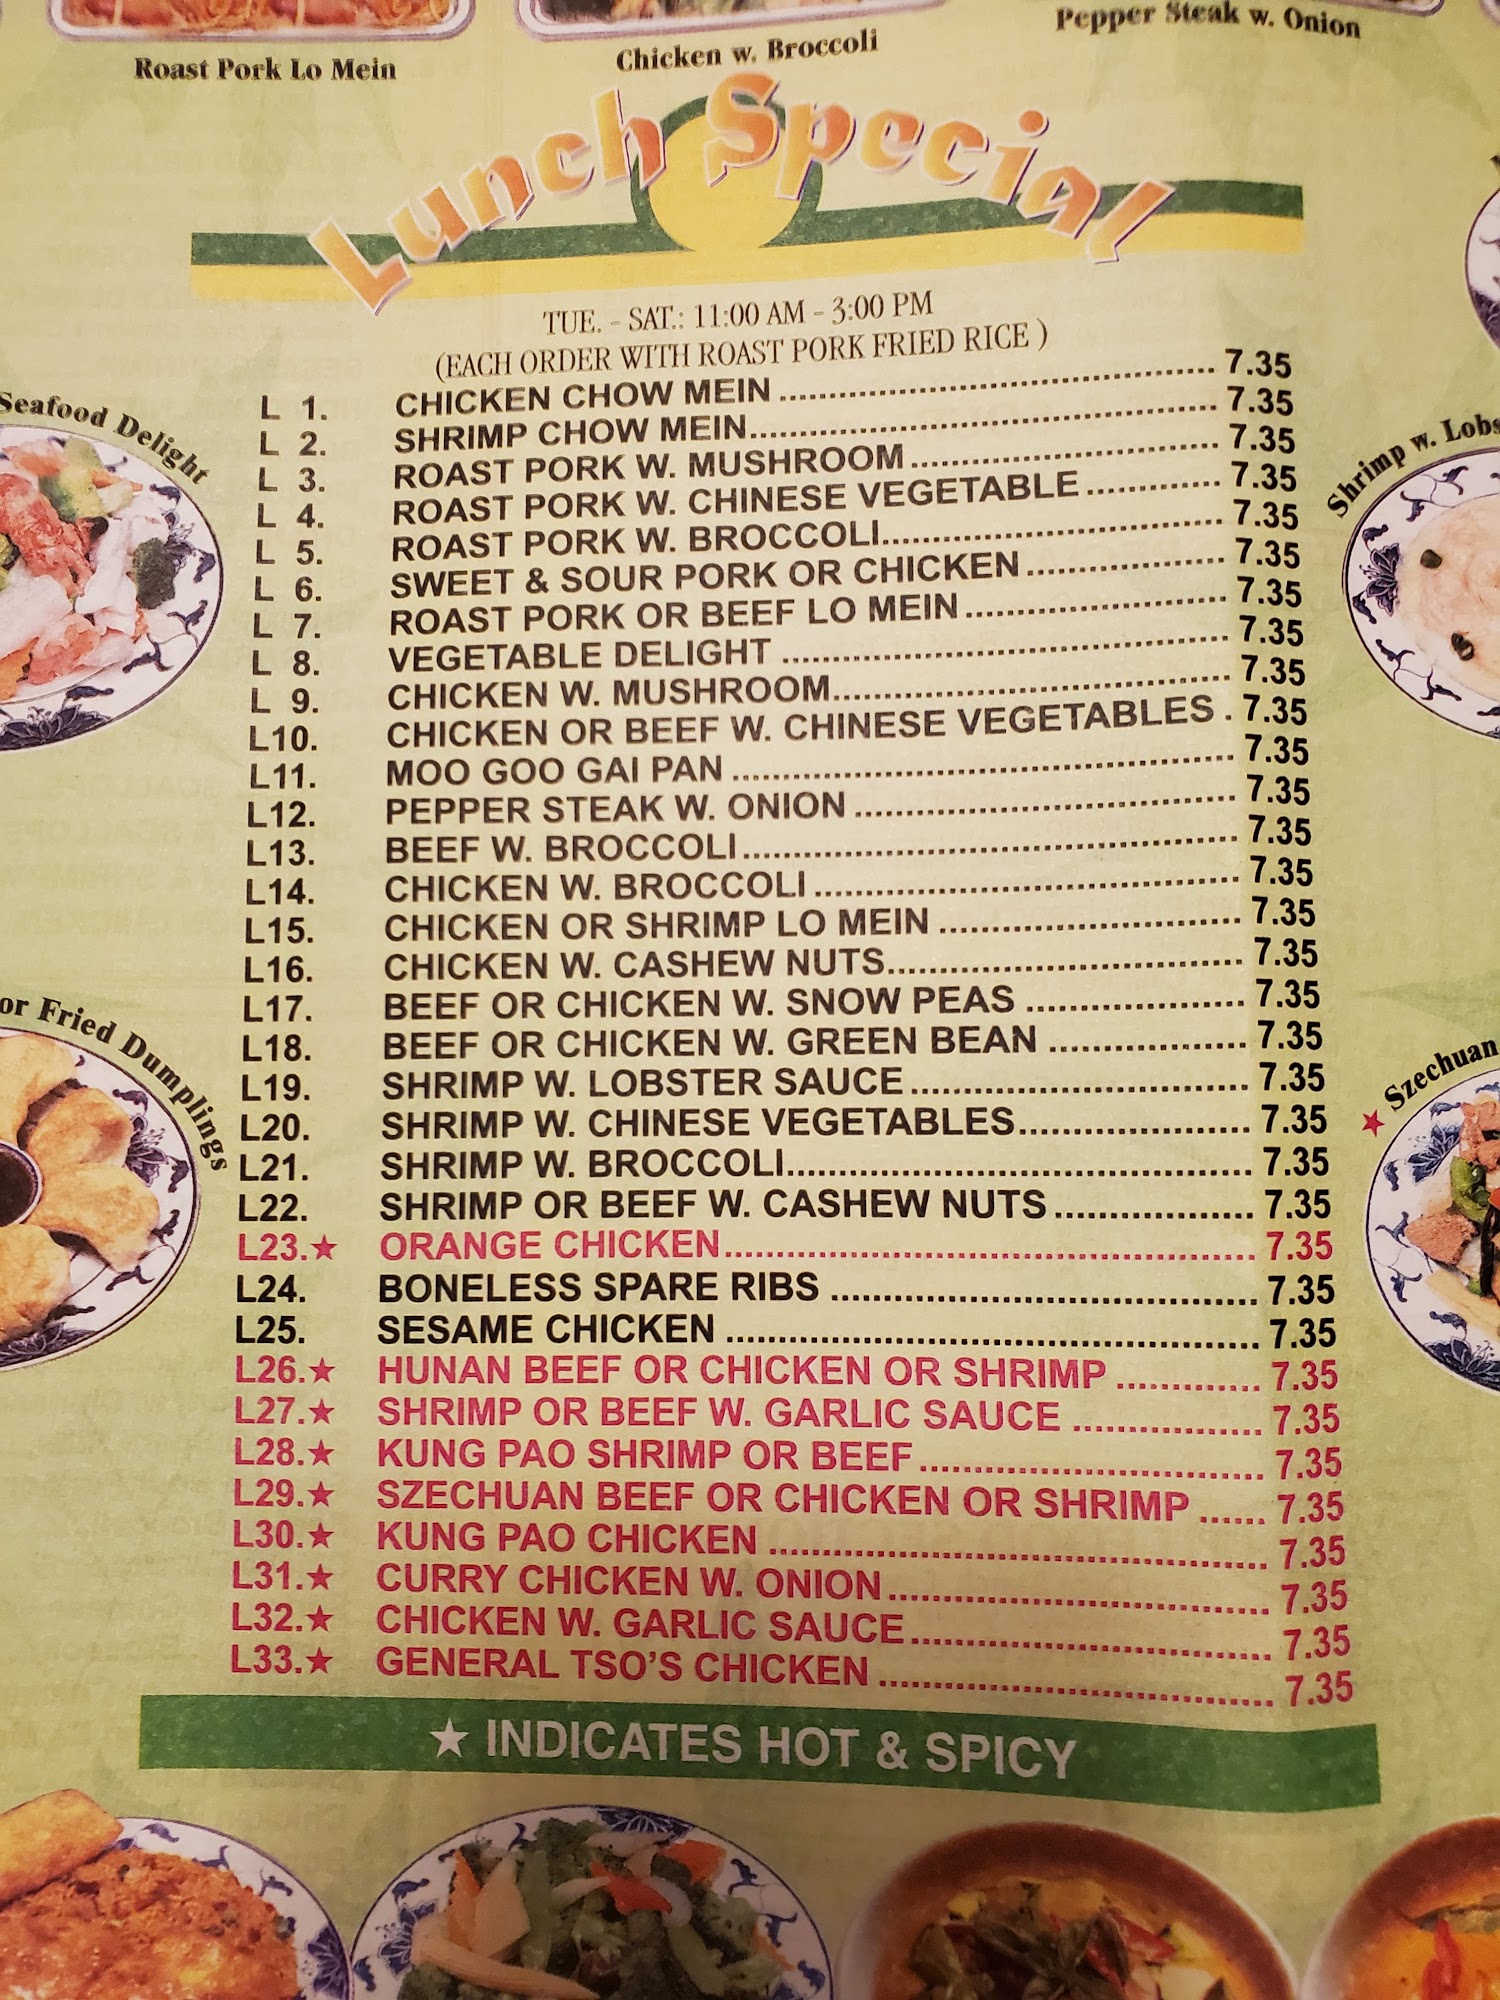 Roast Pork Lo Mein
Chicken w. Broccoli
Pepper Steak w. Onion
Lunch Special
TUE. - SAT.: 11:00 AM - 3:00 PM
(EACH ORDER WITH ROAST PORK FRIED RICE )
L 1. CHICKEN CHOW MEIN 7.35
L 2. SHRIMP CHOW MEIN 7.35
L 3. ROAST PORK W. MUSHROOM 7.35
L 4. ROAST PORK W. CHINESE VEGETABLE 7.35
L 5. ROAST PORK W. BROCCOLI 7.35
L 6. SWEET & SOUR PORK OR CHICKEN 7.35
L 7. ROAST PORK OR BEEF LO MEIN 7.35
L 8. VEGETABLE DELIGHT 7.35
L 9. CHICKEN W. MUSHROOM 7.35
L10. CHICKEN OR BEEF W. CHINESE VEGETABLES . 7.35
L11. MOO GOO GAI PAN 7.35
L12. PEPPER STEAK W. ONION 7.35
L13. BEEF W. BROCCOLI 7.35
L14. CHICKEN W. BROCCOLI 7.35
L15. CHICKEN OR SHRIMP LO MEIN 7.35
L16. CHICKEN W. CASHEW NUTS 7.35
L17. BEEF OR CHICKEN W. SNOW PEAS 7.35
L18. BEEF OR CHICKEN W. GREEN BEAN 7.35
L19. SHRIMP W. LOBSTER SAUCE 7.35
L20. SHRIMP W. CHINESE VEGETABLES 7.35
L21. SHRIMP W. BROCCOLI 7.35
L22. SHRIMP OR BEEF W. CASHEW NUTS 7.35
L23.★ ORANGE CHICKEN 7.35
L24. BONELESS SPARE RIBS 7.35
L25. SESAME CHICKEN 7.35
L26.★ HUNAN BEEF OR CHICKEN OR SHRIMP 7.35
L27.★ SHRIMP OR BEEF W. GARLIC SAUCE 7.35
L28.★ KUNG PAO SHRIMP OR BEEF 7.35
L29.★ SZECHUAN BEEF OR CHICKEN OR SHRIMP 7.35
L30.★ KUNG PAO CHICKEN 7.35
L31.★ CURRY CHICKEN W. ONION 7.35
L32.★ CHICKEN W. GARLIC SAUCE 7.35
L33.★ GENERAL TSO'S CHICKEN 7.35
★ INDICATES HOT & SPICY
Seafood Delight
or Fried Dumplings
Shrimp w. Lobs
★ Szechuan